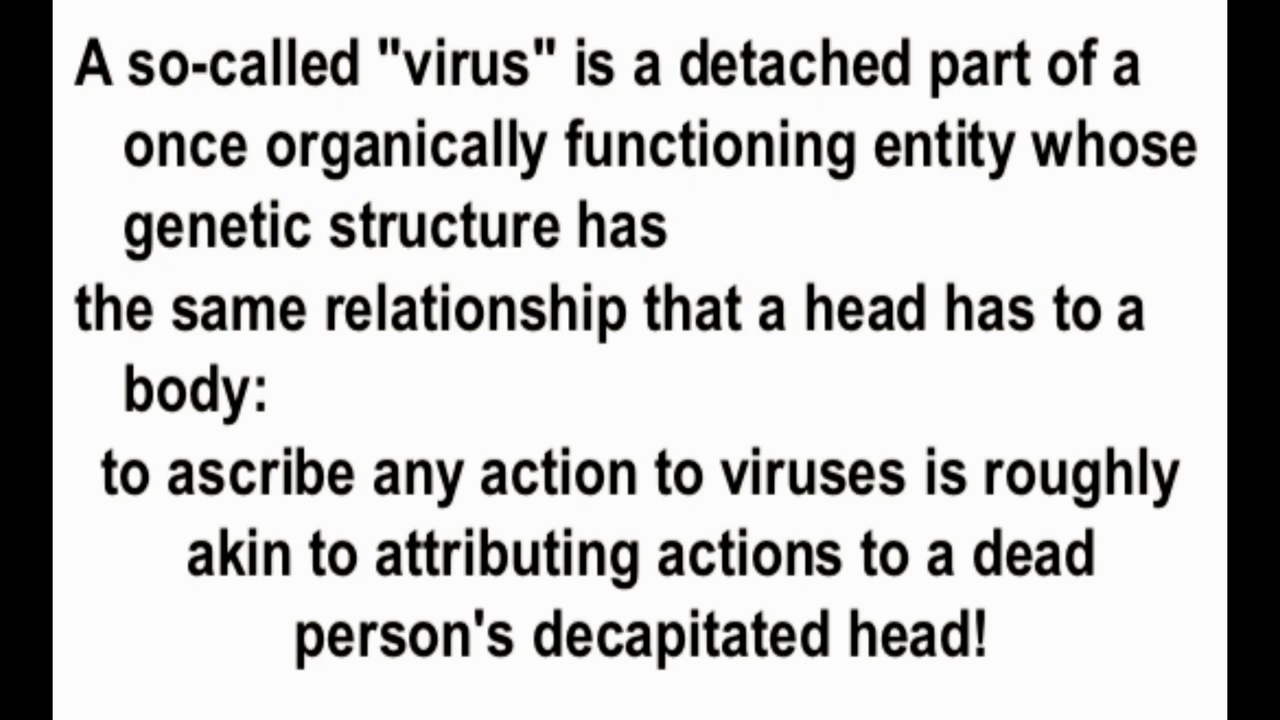 A so-called "virus" is a detached part of a
once organically functioning entity whose
genetic structure has
the same relationship that a head has to a
body:
to ascribe any action to viruses is roughly
akin to attributing actions to a dead
person's decapitated head!